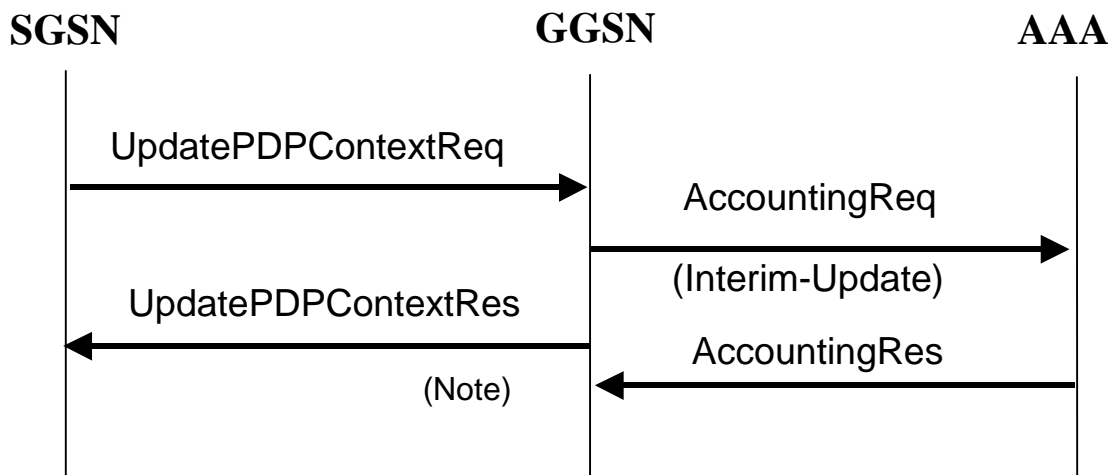 SGSN
GGSN
AAA
UpdatePDPContextReq
AccountingReq
(Interim-Update)
UpdatePDPContextRes
AccountingRes
(Note)